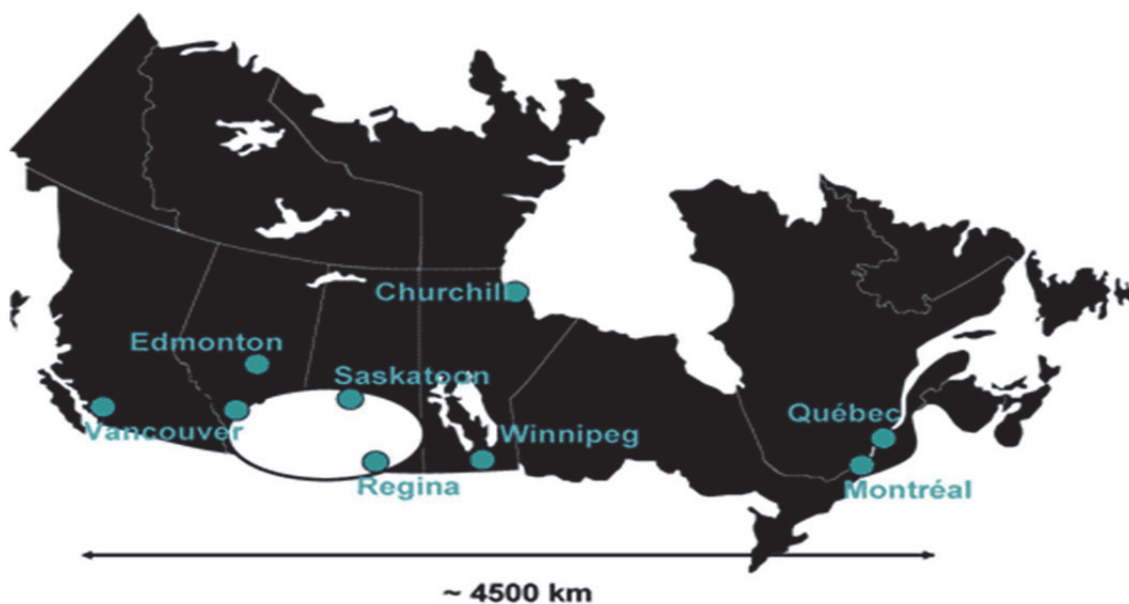 Churchill
Edmonton
Saskatoon
Québec
Vancouver
Winnipeg
Regina
Montréal
~ 4500 km